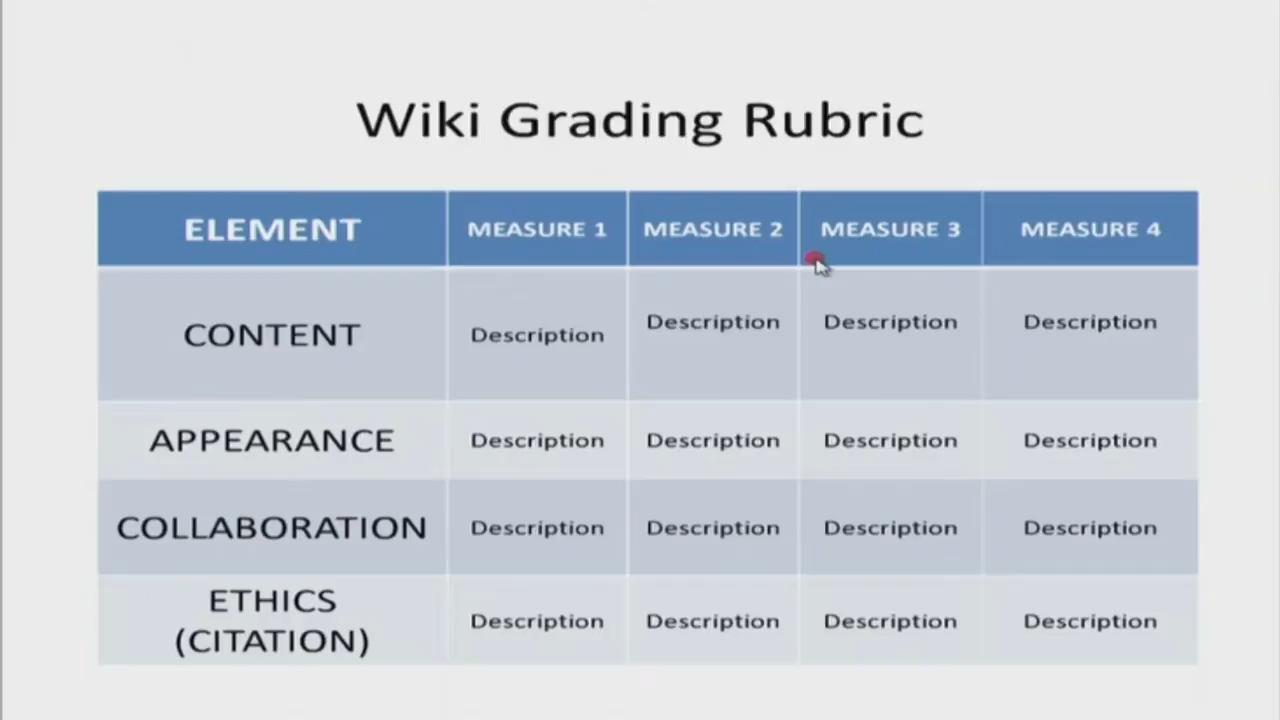 Wiki Grading Rubric
ELEMENT MEASURE 1 MEASURE 2 MEASURE 3 MEASURE 4
CONTENT Description Description Description Description
APPEARANCE Description Description Description Description
COLLABORATION Description Description Description Description
ETHICS
(CITATION) Description Description Description Description